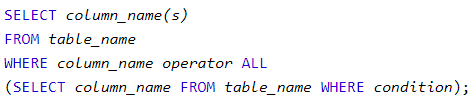 SELECT column_name(s)
FROM table_name
WHERE column_name operator ALL
(SELECT column_name FROM table_name WHERE condition);